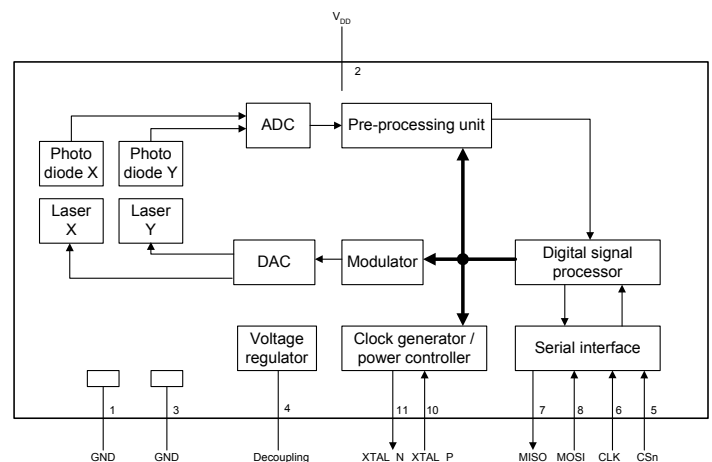 V_DD
2
ADC
Pre-processing unit
Photo
diode X
Photo
diode Y
Laser
X
Laser
Y
DAC
Modulator
Digital signal
processor
Voltage
regulator
Clock generator /
power controller
Serial interface
1
3
4
11
10
7
8
6
5
GND
GND
Decoupling
XTAL_N
XTAL_P
MISO
MOSI
CLK
CSn